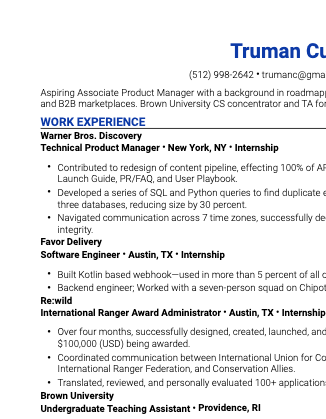 Truman Cu
(512) 998-2642 • trumanc@gma
Aspiring Associate Product Manager with a background in roadmapp
and B2B marketplaces. Brown University CS concentrator and TA for
WORK EXPERIENCE
Warner Bros. Discovery
Technical Product Manager • New York, NY • Internship
• Contributed to redesign of content pipeline, effecting 100% of AP
Launch Guide, PR/FAQ, and User Playbook.
• Developed a series of SQL and Python queries to find duplicate e
three databases, reducing size by 30 percent.
• Navigated communication across 7 time zones, successfully de
integrity.
Favor Delivery
Software Engineer • Austin, TX • Internship
• Built Kotlin based webhook—used in more than 5 percent of all o
• Backend engineer; Worked with a seven-person squad on Chipot
Re:wild
International Ranger Award Administrator • Austin, TX • Internship
• Over four months, successfully designed, created, launched, and
$100,000 (USD) being awarded.
• Coordinated communication between International Union for Co
International Ranger Federation, and Conservation Allies.
• Translated, reviewed, and personally evaluated 100+ application
Brown University
Undergraduate Teaching Assistant • Providence, RI